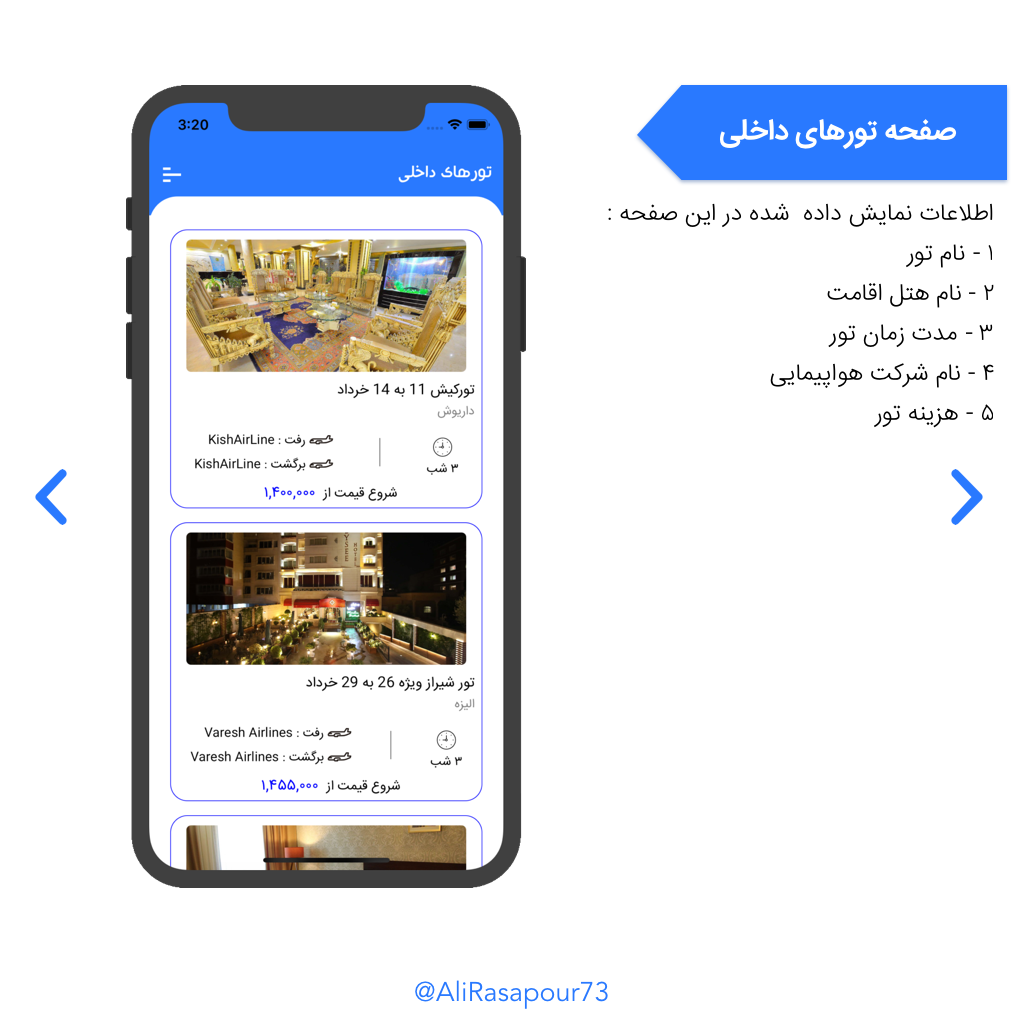 صفحه تورهای داخلی
اطلاعات نمایش داده شده در این صفحه :
۱ - نام تور
۲ - نام هتل اقامت
۳ - مدت زمان تور
۴ - نام شرکت هواپیمایی
۵ - هزینه تور
3:20
تورهای داخلی
تورکیش 11 به 14 خرداد
داریوش
رفت : KishAirLine
برگشت : KishAirLine
۳ شب
شروع قیمت از ۱,۴۰۰,۰۰۰
HOTEL
تور شیراز ویژه 26 به 29 خرداد
الیزه
رفت : Varesh Airlines
برگشت : Varesh Airlines
۳ شب
شروع قیمت از ۱,۴۵۵,۰۰۰
@AliRasapour73